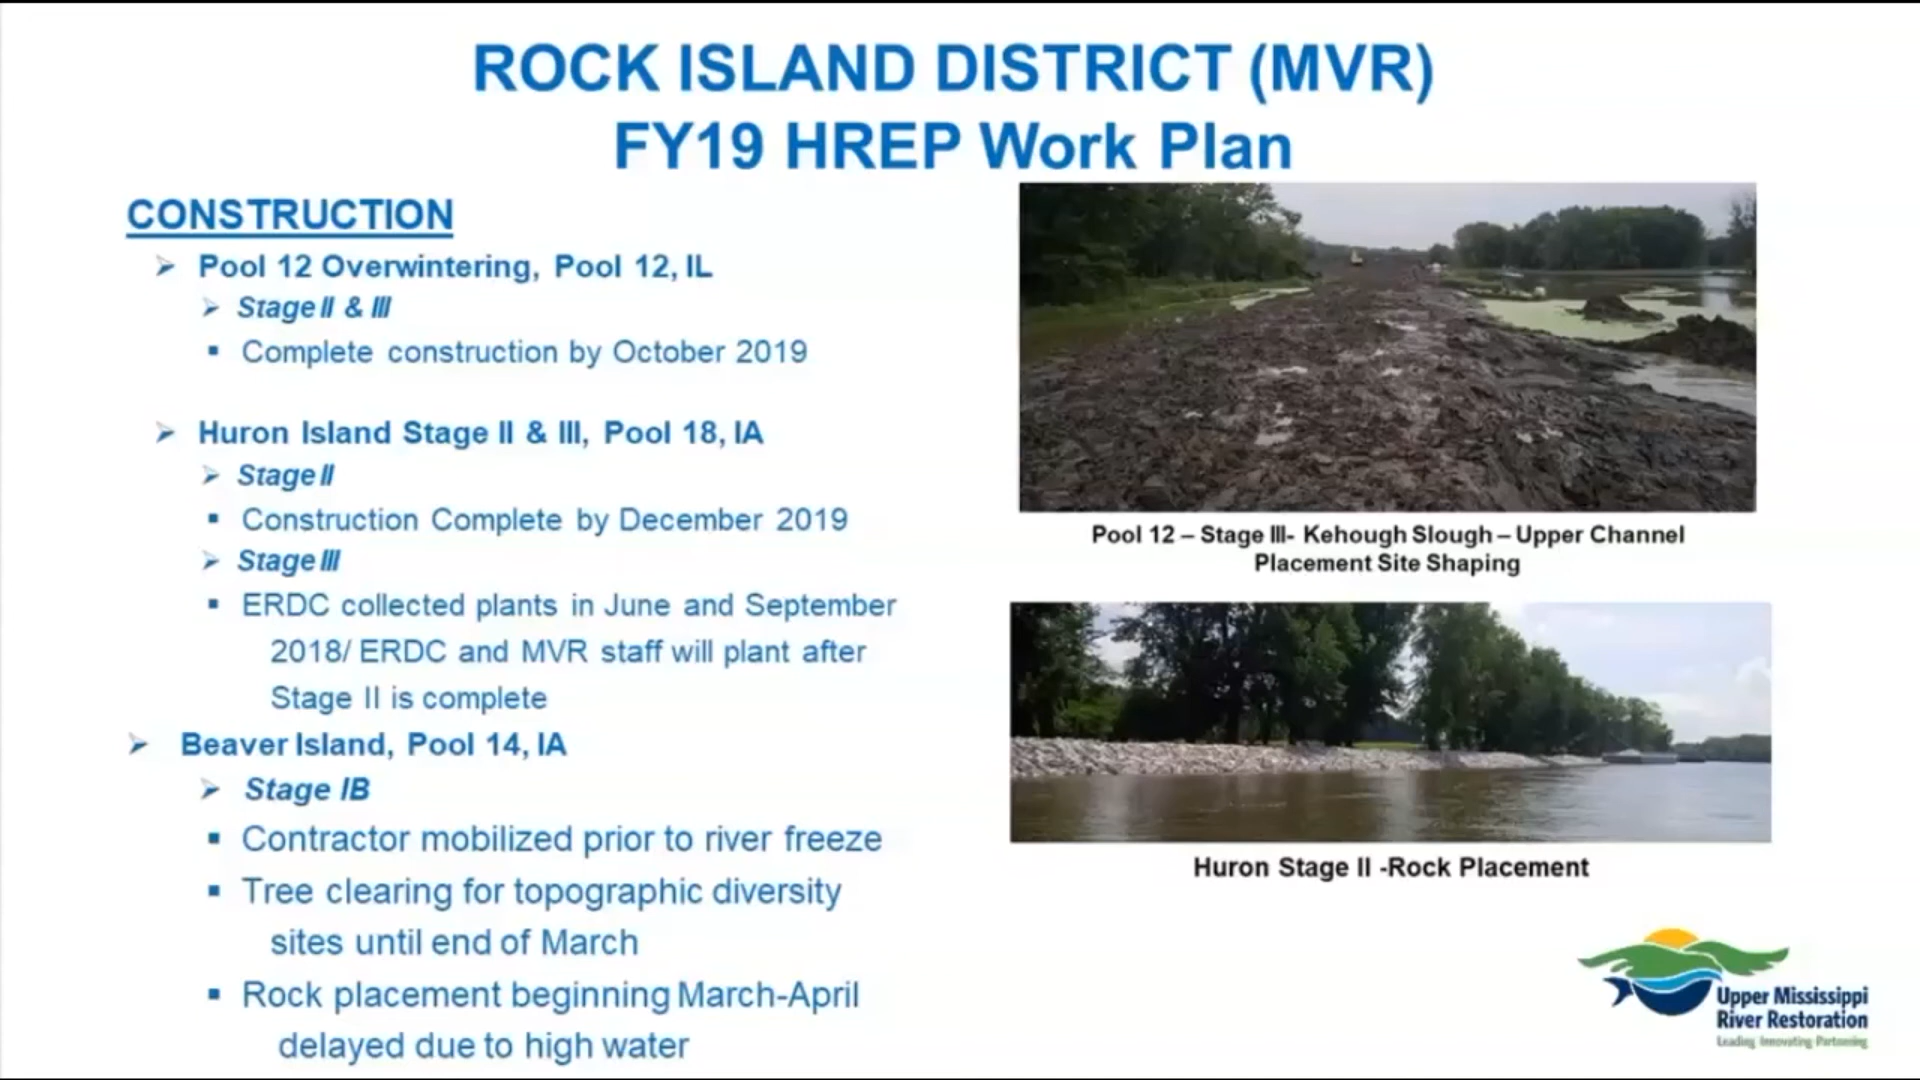 ROCK ISLAND DISTRICT (MVR)
FY19 HREP Work Plan
CONSTRUCTION
Pool 12 Overwintering, Pool 12, IL
Stage II & III
Complete construction by October 2019
Huron Island Stage II & III, Pool 18, IA
Stage II
Construction Complete by December 2019
Stage III
ERDC collected plants in June and September
2018/ ERDC and MVR staff will plant after
Stage II is complete
Beaver Island, Pool 14, IA
Stage IB
Contractor mobilized prior to river freeze
Tree clearing for topographic diversity
sites until end of March
Rock placement beginning March-April
delayed due to high water
Pool 12 – Stage III- Kehough Slough – Upper Channel
Placement Site Shaping
Huron Stage II -Rock Placement
Upper Mississippi
River Restoration
Leading Innovating Partnering